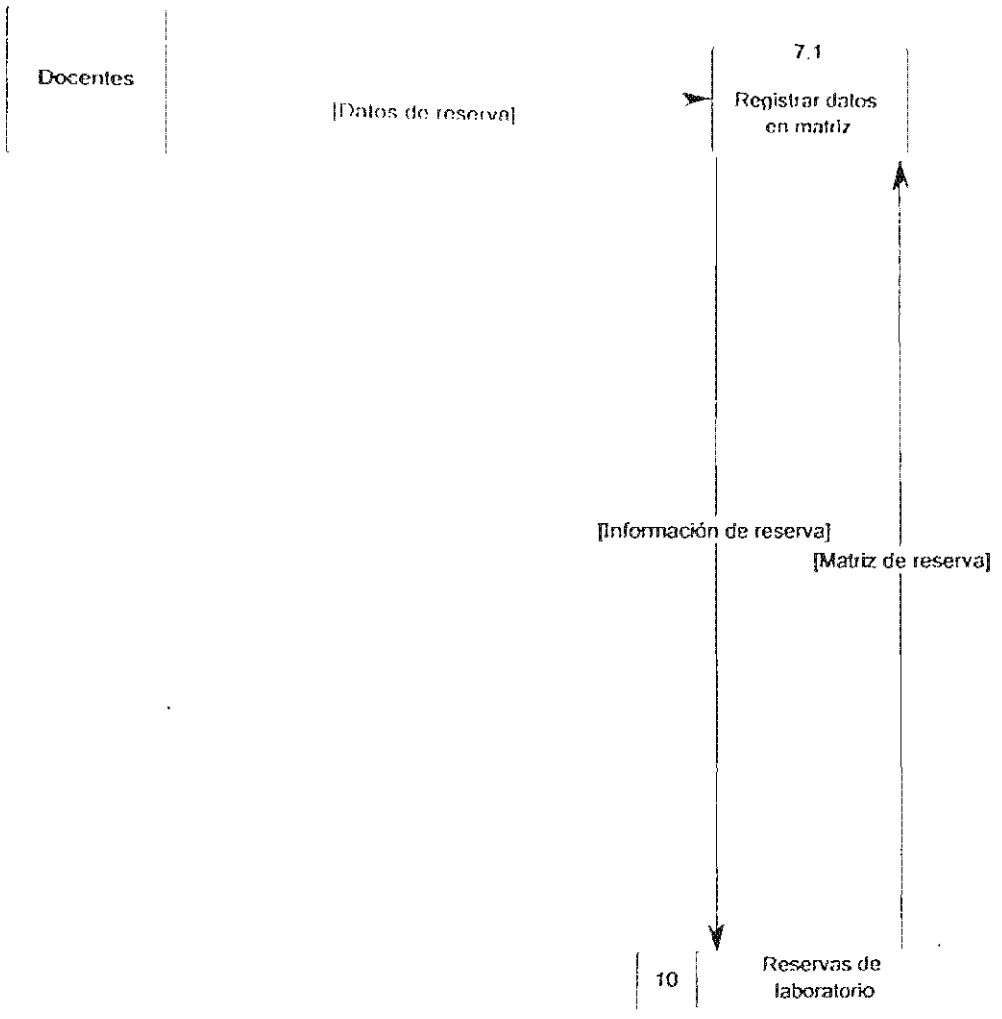 7.1
Docentes
[Datos de reserva]
Registrar datos
en matriz
[Información de reserva]
[Matriz de reserva]
10
Reservas de
laboratorio